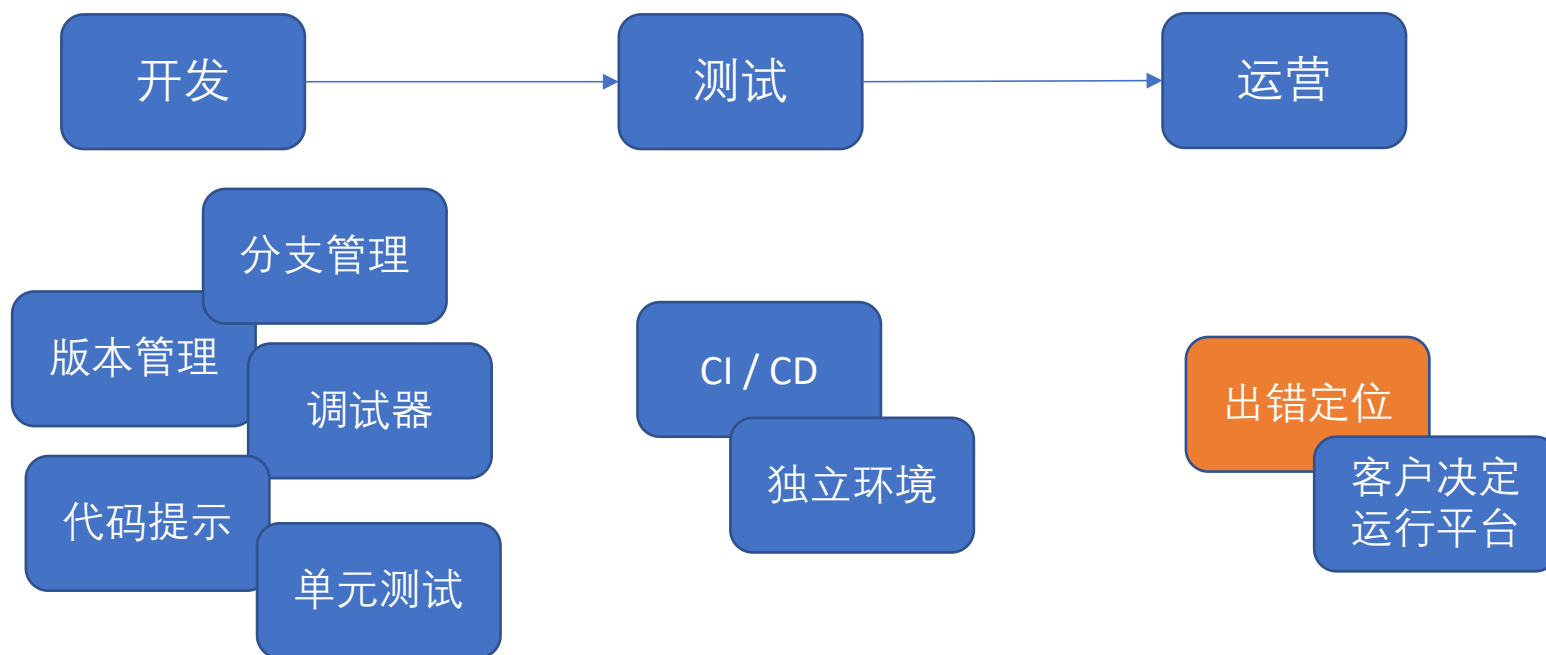 开发
测试
运营
分支管理
版本管理
调试器
代码提示
单元测试
CI / CD
独立环境
出错定位
客户决定
运行平台